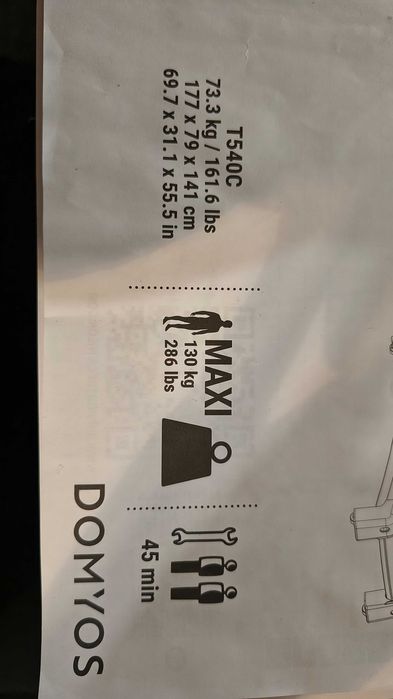 T540C
73.3 kg / 161.6 lbs
177 x 79 x 141 cm
69.7 x 31.1 x 55.5 in
MAXI
130 kg
286 lbs
45 min
DOMYOS